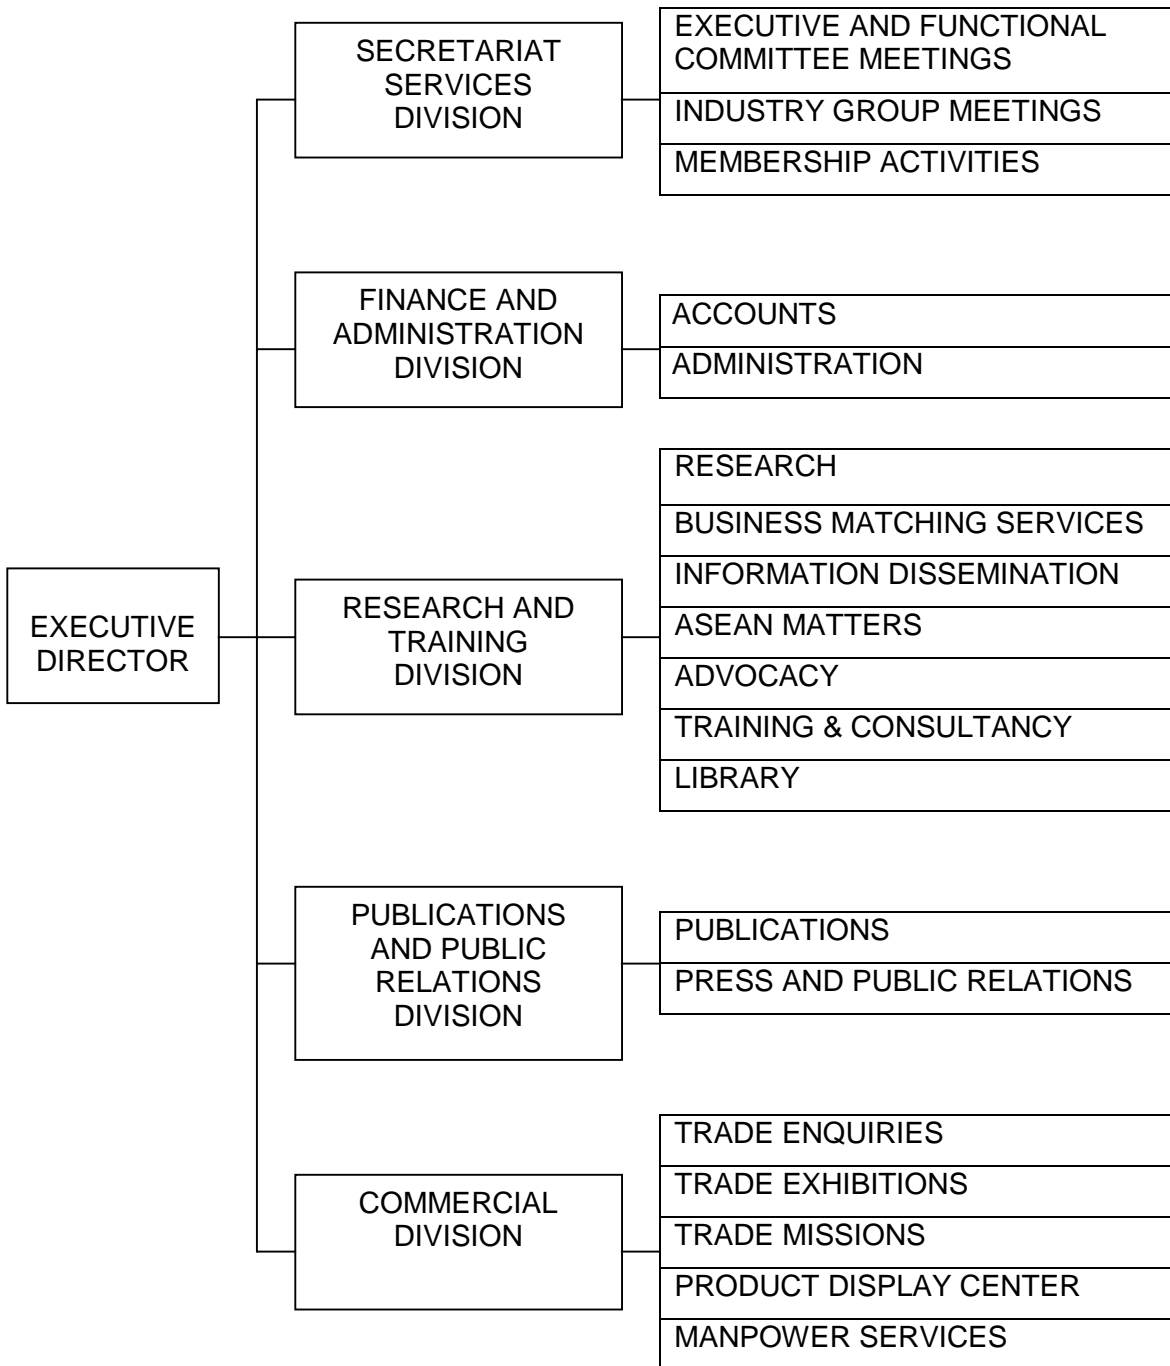 EXECUTIVE
DIRECTOR
SECRETARIAT
SERVICES
DIVISION
EXECUTIVE AND FUNCTIONAL
COMMITTEE MEETINGS
INDUSTRY GROUP MEETINGS
MEMBERSHIP ACTIVITIES
FINANCE AND
ADMINISTRATION
DIVISION
ACCOUNTS
ADMINISTRATION
RESEARCH AND
TRAINING
DIVISION
RESEARCH
BUSINESS MATCHING SERVICES
INFORMATION DISSEMINATION
ASEAN MATTERS
ADVOCACY
TRAINING & CONSULTANCY
LIBRARY
PUBLICATIONS
AND PUBLIC
RELATIONS
DIVISION
PUBLICATIONS
PRESS AND PUBLIC RELATIONS
COMMERCIAL
DIVISION
TRADE ENQUIRIES
TRADE EXHIBITIONS
TRADE MISSIONS
PRODUCT DISPLAY CENTER
MANPOWER SERVICES